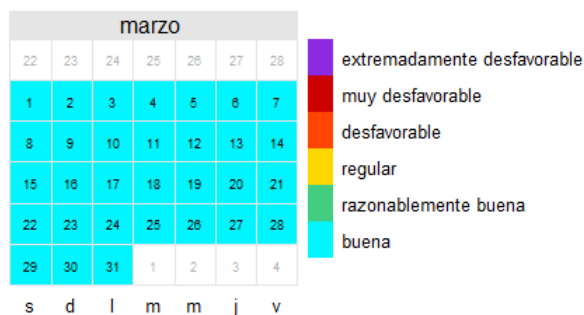 marzo
22 23 24 25 26 27 28
1 2 3 4 5 6 7
8 9 10 11 12 13 14
15 16 17 18 19 20 21
22 23 24 25 26 27 28
29 30 31 1 2 3 4
s d l m m j v
extremadamente desfavorable
muy desfavorable
desfavorable
regular
razonablemente buena
buena